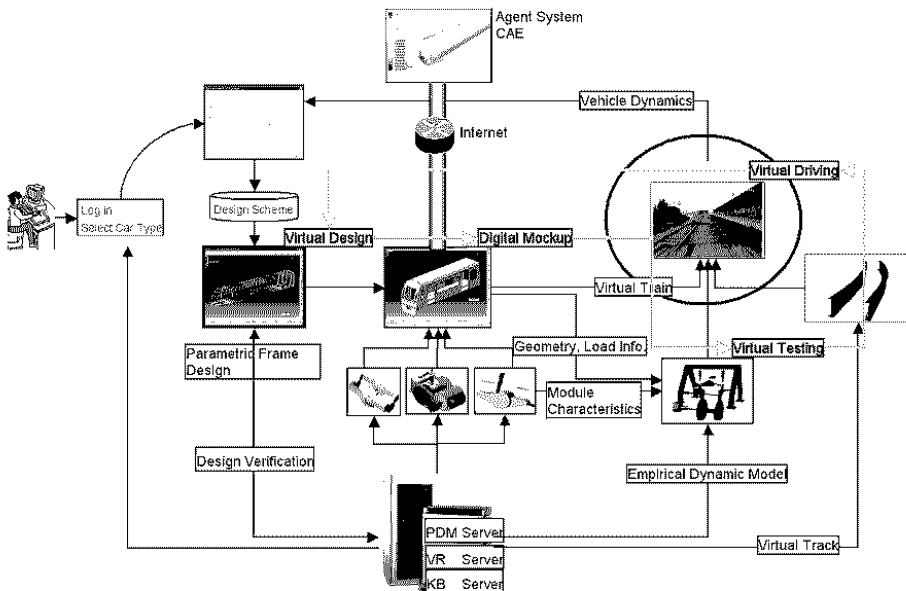 Agent System
CAE
Vehicle Dynamics
Internet
Virtual Driving
Log in
Select Car Type
Design Scheme
Virtual Design
Digital Mockup
Virtual Train
Parametric Frame
Design
Geometry, Load Info.
Virtual Testing
Module
Characteristics
Design Verification
Empirical Dynamic Model
PDM Server
VR Server
KB Server
Virtual Track